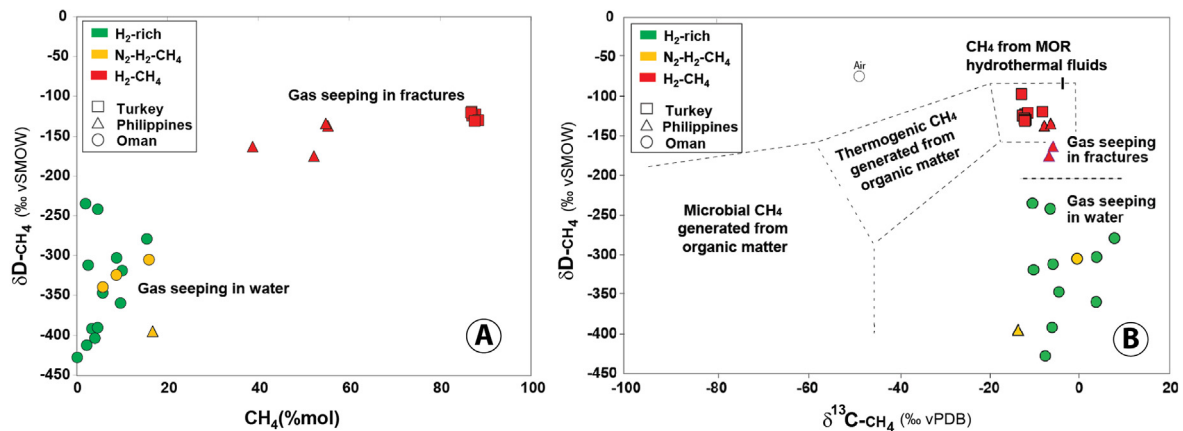 0
-50
-100
-150
-200
-250
-300
-350
-400
-450
δD-CH₄ (‰ vSMOW)
H₂-rich
N₂-H₂-CH₄
H₂-CH₄
Turkey
Philippines
Oman
Gas seeping in fractures
Gas seeping in water
A
0
20
40
60
80
100
CH₄(%mol)
0
-50
-100
-150
-200
-250
-300
-350
-400
-450
δD-CH₄ (‰ vSMOW)
H₂-rich
N₂-H₂-CH₄
H₂-CH₄
Turkey
Philippines
Oman
Air
CH₄ from MOR
hydrothermal fluids
Thermogenic CH₄
generated from
organic matter
Gas seeping
in fractures
Gas seeping
in water
Microbial CH₄
generated from
organic matter
B
-100
-80
-60
-40
-20
0
20
δ¹³C-CH₄ (‰ vPDB)